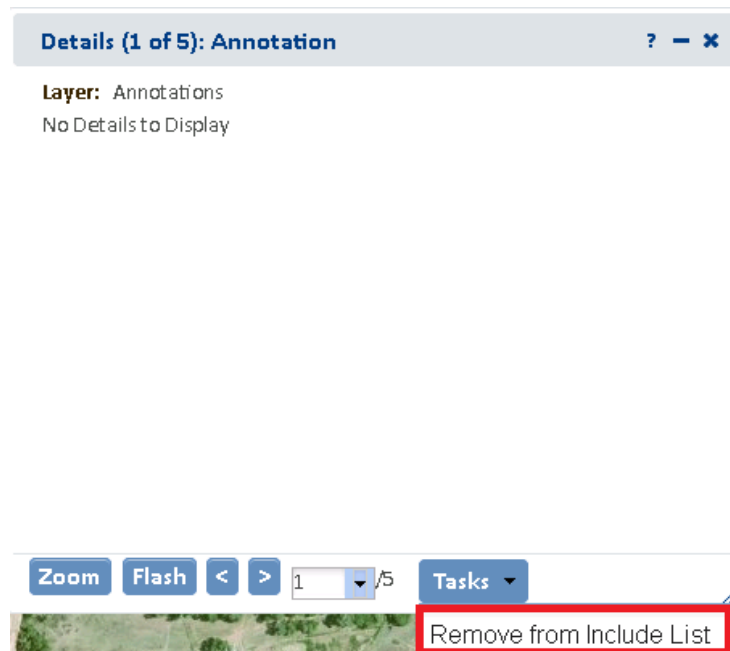 Details (1 of 5): Annotation ? – ×
Layer: Annotations
No Details to Display
Zoom Flash < > 1 /5 Tasks
Remove from Include List